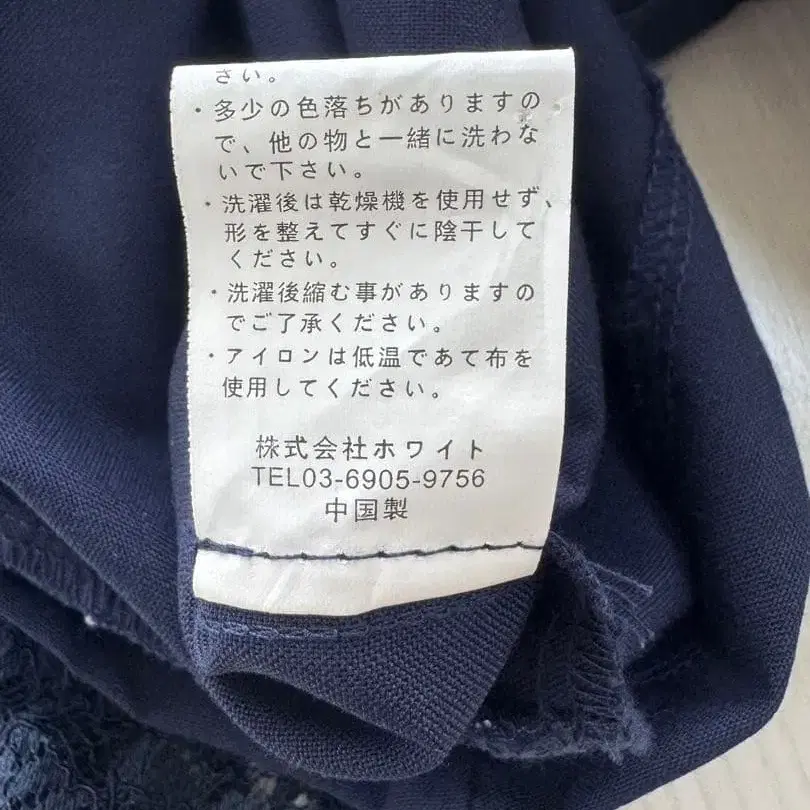 さい。
・多少の色落ちがありますの
で、他の物と一緒に洗わな
いで下さい。
・洗濯後は乾燥機を使用せず、
形を整えてすぐに陰干して
ください。
・洗濯後縮む事がありますの
でご了承ください。
・アイロンは低温であて布を
使用してください。
株式会社ホワイト
TEL03-6905-9756
中国製